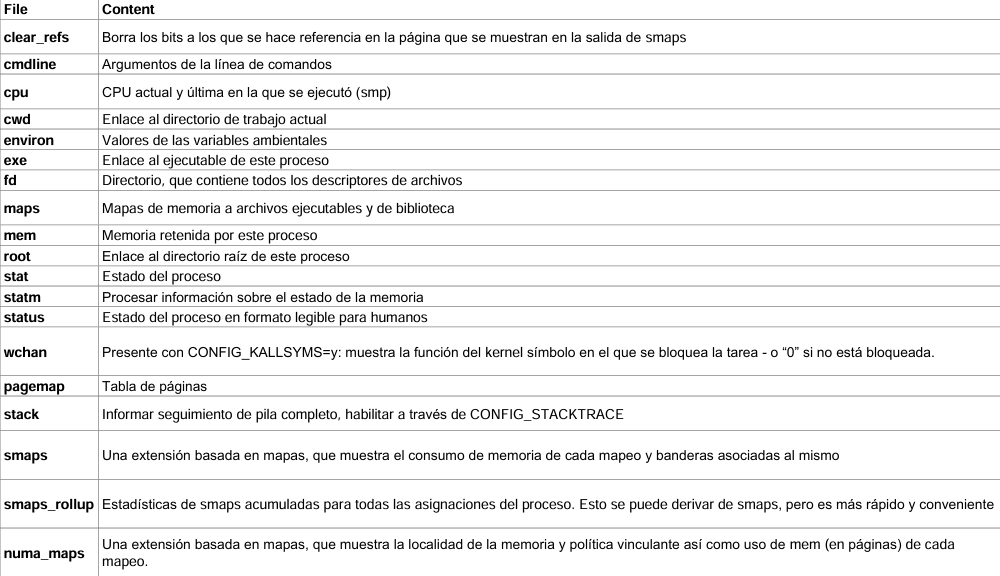 File Content
clear_refs Borra los bits a los que se hace referencia en la página que se muestran en la salida de smaps
cmdline Argumentos de la línea de comandos
cpu CPU actual y última en la que se ejecutó (smp)
cwd Enlace al directorio de trabajo actual
environ Valores de las variables ambientales
exe Enlace al ejecutable de este proceso
fd Directorio, que contiene todos los descriptores de archivos
maps Mapas de memoria a archivos ejecutables y de biblioteca
mem Memoria retenida por este proceso
root Enlace al directorio raíz de este proceso
stat Estado del proceso
statm Procesar información sobre el estado de la memoria
status Estado del proceso en formato legible para humanos
wchan Presente con CONFIG_KALLSYMS=y: muestra la función del kernel símbolo en el que se bloquea la tarea - o “0” si no está bloqueada.
pagemap Tabla de páginas
stack Informar seguimiento de pila completo, habilitar a través de CONFIG_STACKTRACE
smaps Una extensión basada en mapas, que muestra el consumo de memoria de cada mapeo y banderas asociadas al mismo
smaps_rollup Estadísticas de smaps acumuladas para todas las asignaciones del proceso. Esto se puede derivar de smaps, pero es más rápido y conveniente
numa_maps Una extensión basada en mapas, que muestra la localidad de la memoria y política vinculante así como uso de mem (en páginas) de cada
mapeo.